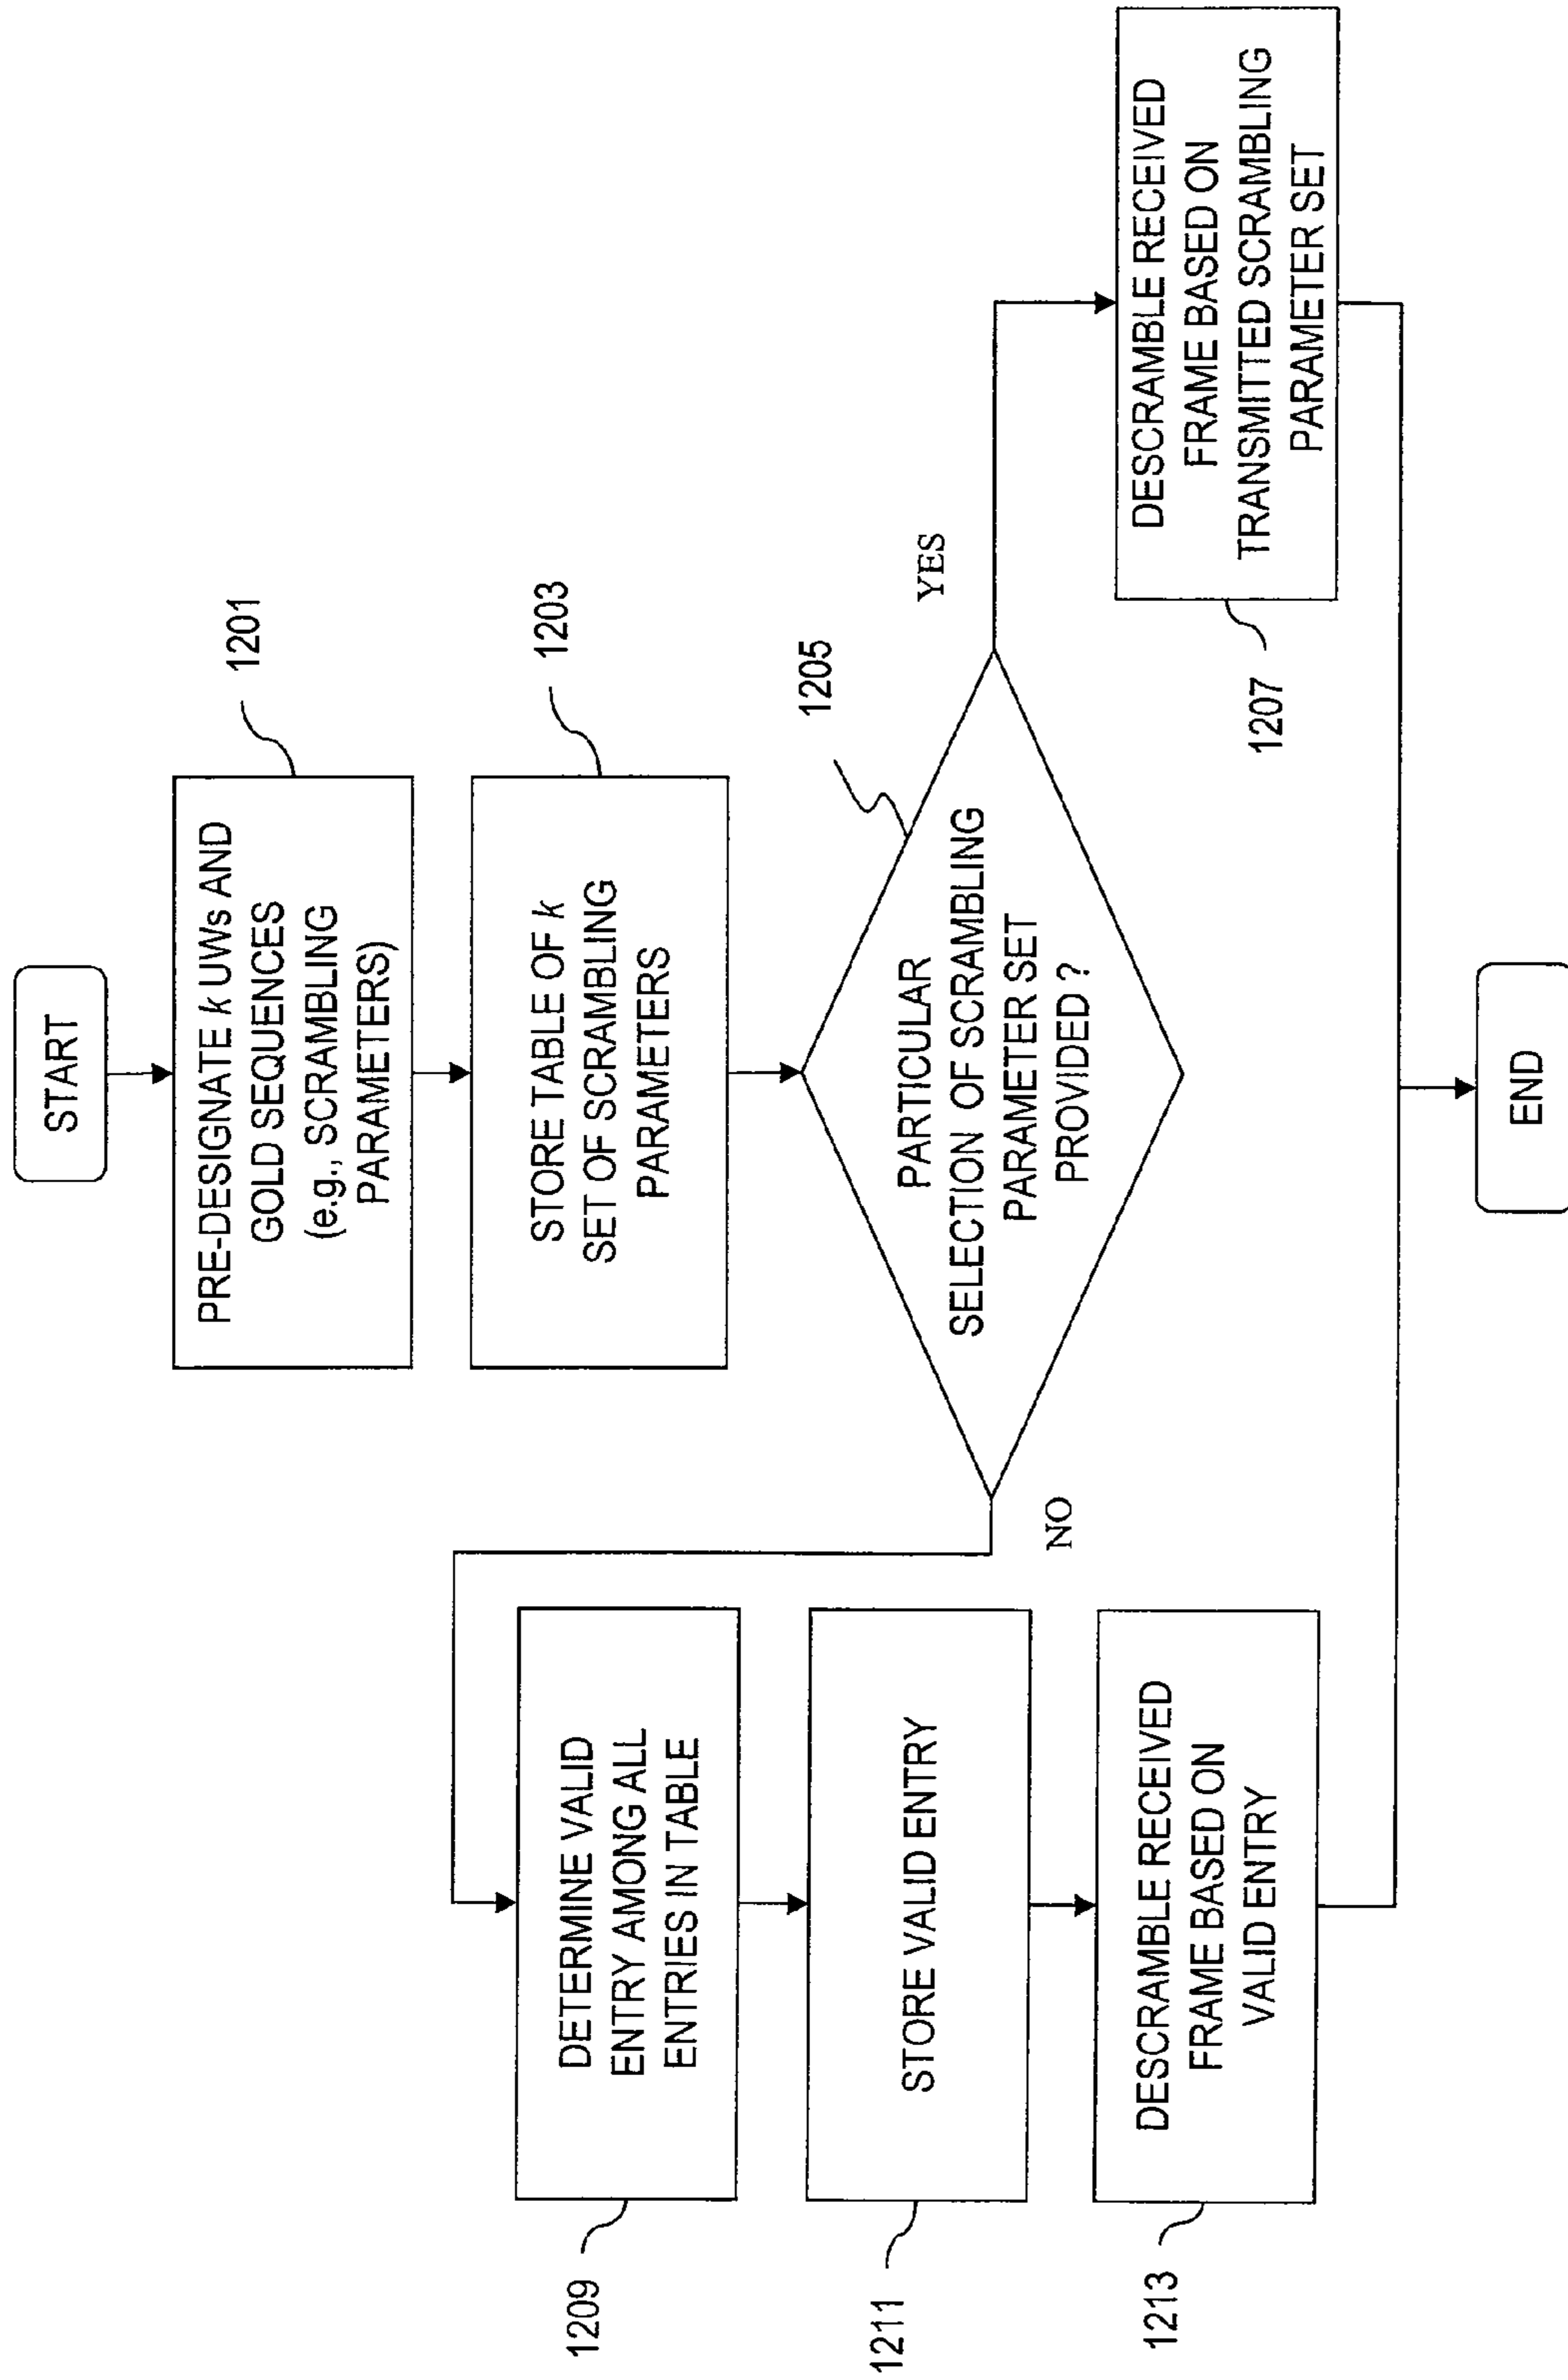 START
PRE-DESIGNATE k UWs AND
GOLD SEQUENCES
(e.g., SCRAMBLING
PARAMETERS)
1201
STORE TABLE OF k
SET OF SCRAMBLING
PARAMETERS
1203
PARTICULAR
SELECTION OF SCRAMBLING
PARAMETER SET
PROVIDED ?
1205
YES
NO
DESCRAMBLE RECEIVED
FRAME BASED ON
TRANSMITTED SCRAMBLING
PARAMETER SET
1207
DETERMINE VALID
ENTRY AMONG ALL
ENTRIES IN TABLE
1209
STORE VALID ENTRY
1211
DESCRAMBLE RECEIVED
FRAME BASED ON
VALID ENTRY
1213
END